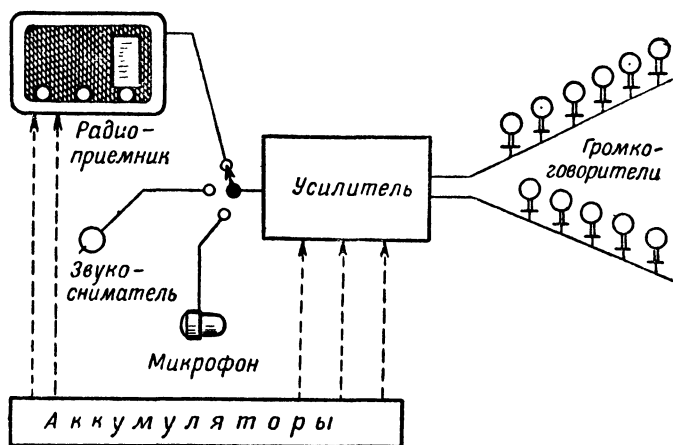 Радио-
приемник
Усилитель
Громко-
говорители
Звуко-
сниматель
Микрофон
Аккумуляторы